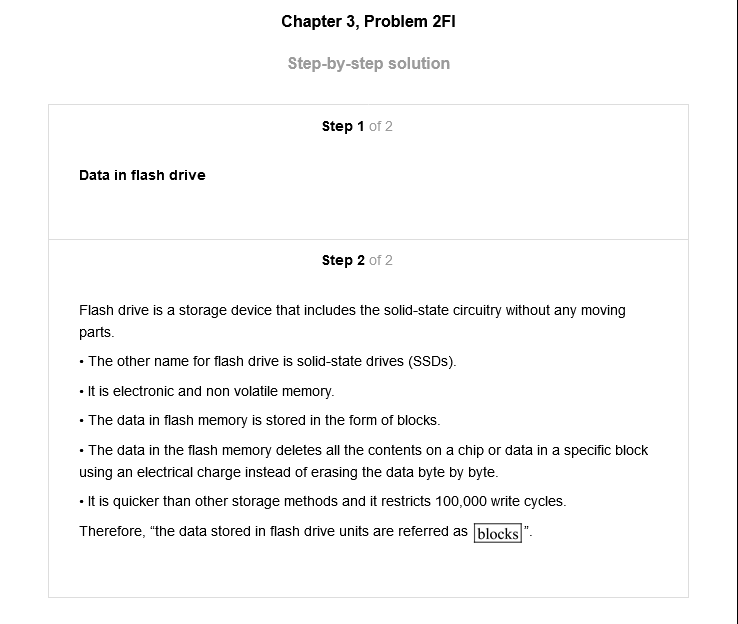 Chapter 3, Problem 2FI
Step-by-step solution
Step 1 of 2
Data in flash drive
Step 2 of 2
Flash drive is a storage device that includes the solid-state circuitry without any moving
parts.
• The other name for flash drive is solid-state drives (SSDs).
• It is electronic and non volatile memory.
• The data in flash memory is stored in the form of blocks.
• The data in the flash memory deletes all the contents on a chip or data in a specific block
using an electrical charge instead of erasing the data byte by byte.
• It is quicker than other storage methods and it restricts 100,000 write cycles.
Therefore, “the data stored in flash drive units are referred as blocks”.